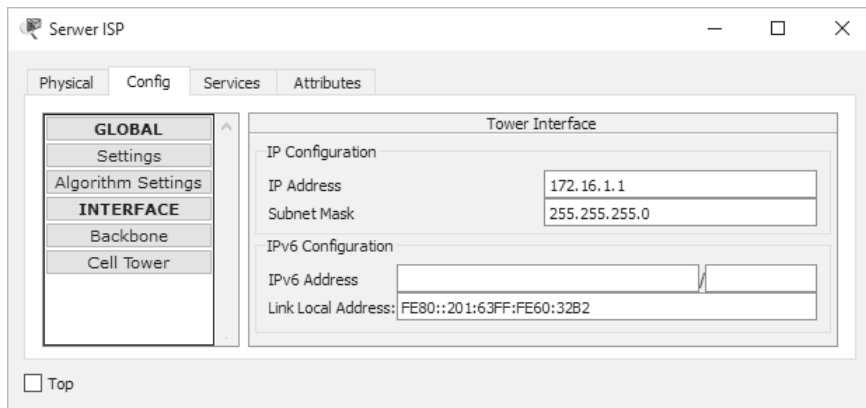 Serwer ISP
Physical Config Services Attributes
GLOBAL
Settings
Algorithm Settings
INTERFACE
Backbone
Cell Tower
Tower Interface
IP Configuration
IP Address 172.16.1.1
Subnet Mask 255.255.255.0
IPv6 Configuration
IPv6 Address /
Link Local Address: FE80::201:63FF:FE60:32B2
Top